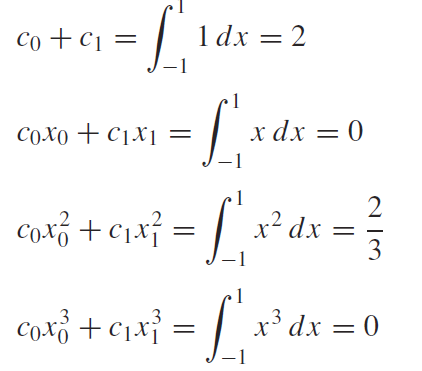 c₀ + c₁ = ∫₋₁¹ 1 dx = 2
c₀x₀ + c₁x₁ = ∫₋₁¹ x dx = 0
c₀x₀² + c₁x₁² = ∫₋₁¹ x² dx = 2/3
c₀x₀³ + c₁x₁³ = ∫₋₁¹ x³ dx = 0